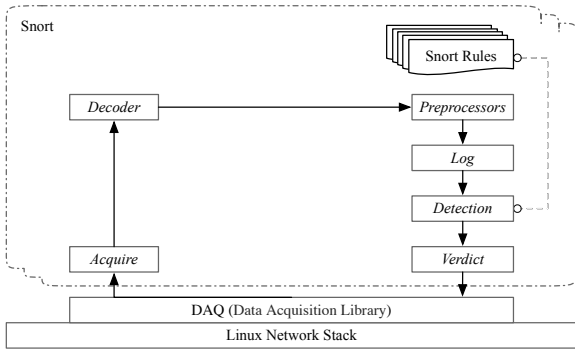 Snort
Snort Rules
Decoder
Preprocessors
Log
Detection
Acquire
Verdict
DAQ (Data Acquisition Library)
Linux Network Stack